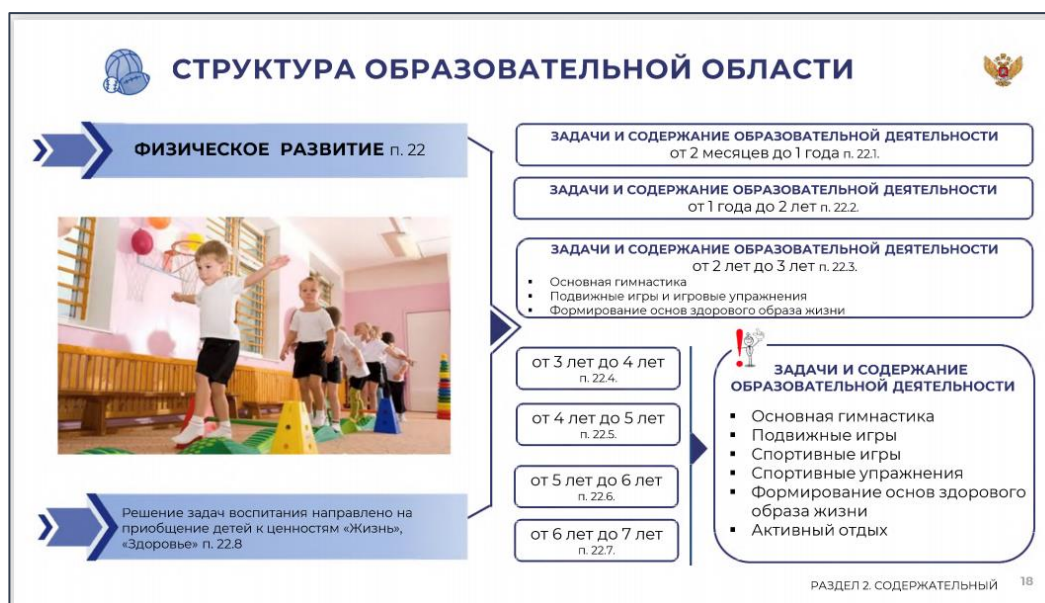 СТРУКТУРА ОБРАЗОВАТЕЛЬНОЙ ОБЛАСТИ
ФИЗИЧЕСКОЕ РАЗВИТИЕ п. 22
Решение задач воспитания направлено на
приобщение детей к ценностям «Жизнь»,
«Здоровье» п. 22.8
ЗАДАЧИ И СОДЕРЖАНИЕ ОБРАЗОВАТЕЛЬНОЙ ДЕЯТЕЛЬНОСТИ
от 2 месяцев до 1 года п. 22.1.
ЗАДАЧИ И СОДЕРЖАНИЕ ОБРАЗОВАТЕЛЬНОЙ ДЕЯТЕЛЬНОСТИ
от 1 года до 2 лет п. 22.2.
ЗАДАЧИ И СОДЕРЖАНИЕ ОБРАЗОВАТЕЛЬНОЙ ДЕЯТЕЛЬНОСТИ
от 2 лет до 3 лет п. 22.3.
▪ Основная гимнастика
▪ Подвижные игры и игровые упражнения
▪ Формирование основ здорового образа жизни
от 3 лет до 4 лет
п. 22.4.
от 4 лет до 5 лет
п. 22.5.
от 5 лет до 6 лет
п. 22.6.
от 6 лет до 7 лет
п. 22.7.
ЗАДАЧИ И СОДЕРЖАНИЕ
ОБРАЗОВАТЕЛЬНОЙ ДЕЯТЕЛЬНОСТИ
▪ Основная гимнастика
▪ Подвижные игры
▪ Спортивные игры
▪ Спортивные упражнения
▪ Формирование основ здорового
образа жизни
▪ Активный отдых
РАЗДЕЛ 2. СОДЕРЖАТЕЛЬНЫЙ 18